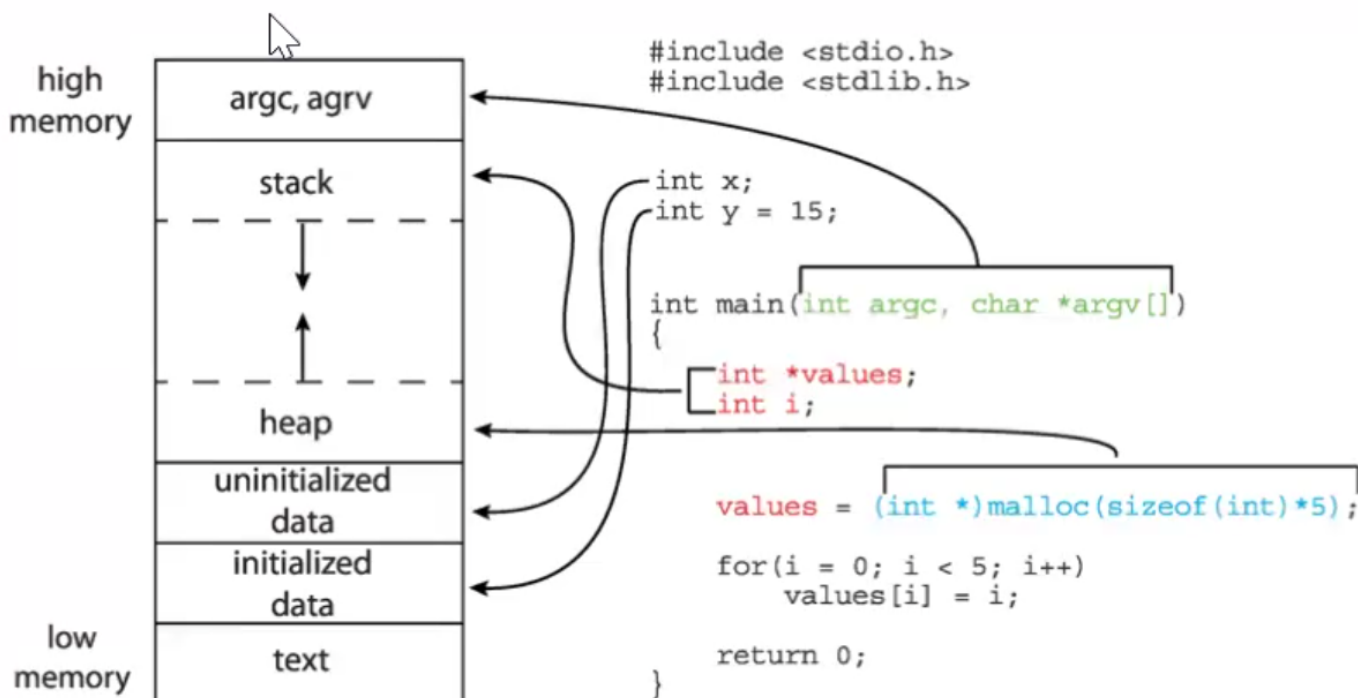 high
memory
argc, agrv
stack
heap
uninitialized
data
initialized
data
low
memory
text
#include <stdio.h>
#include <stdlib.h>
int x;
int y = 15;
int main(int argc, char *argv[])
{
int *values;
int i;
values = (int *)malloc(sizeof(int)*5);
for(i = 0; i < 5; i++)
values[i] = i;
return 0;
}